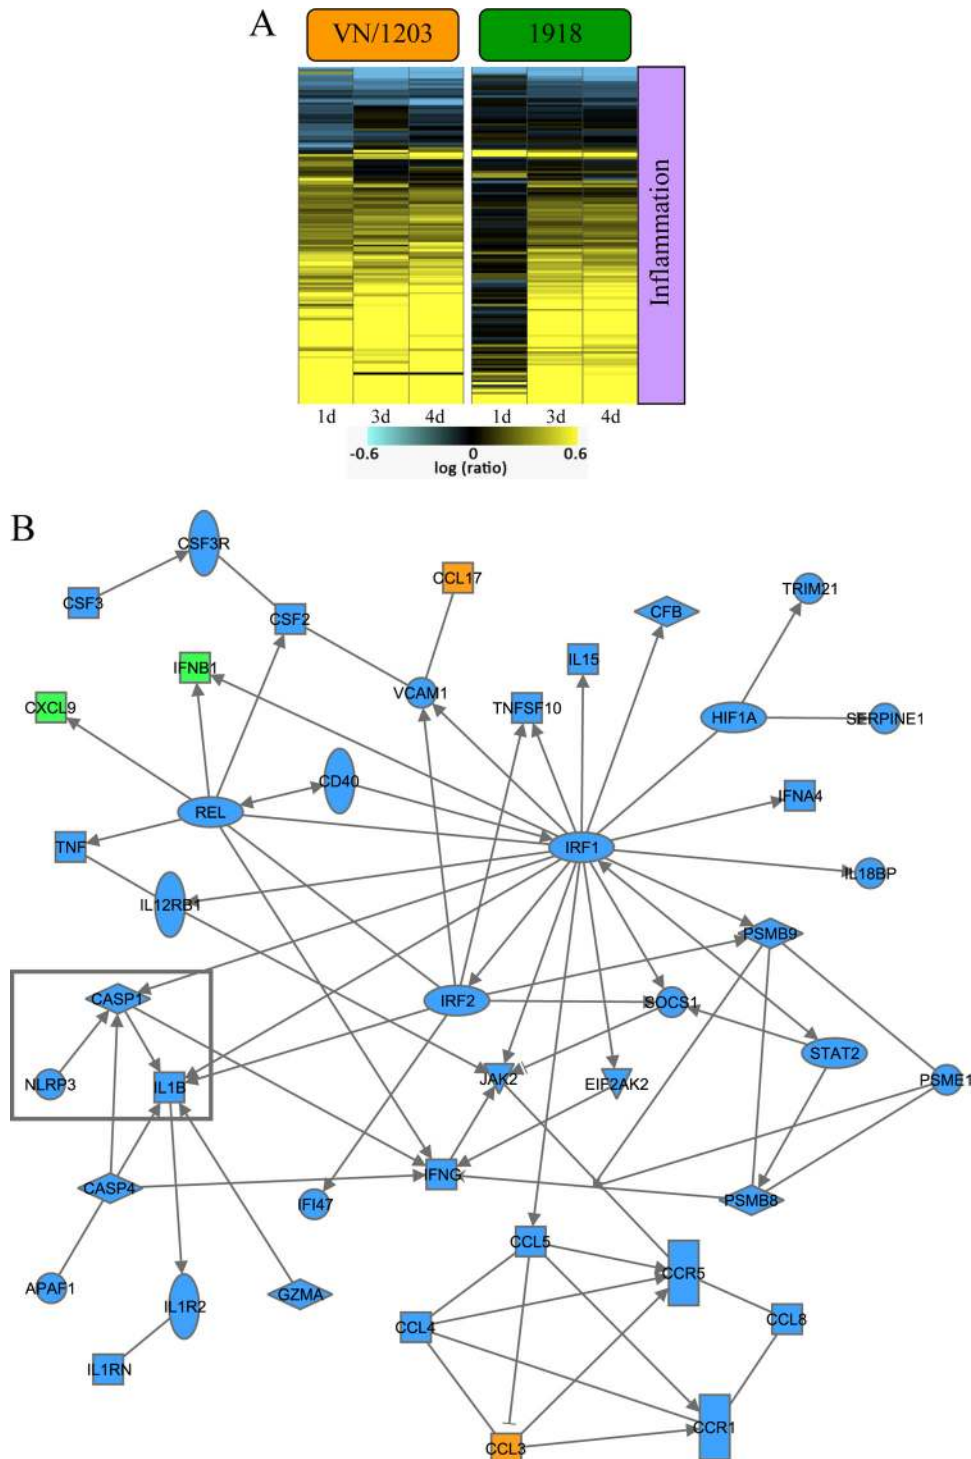 A
VN/1203
1918
Inflammation
1d
3d
4d
1d
3d
4d
-0.6
0
0.6
log (ratio)
B
CSF3R
CSF3
CCL17
CSF2
TRIM21
CFB
IFNB1
IL15
VCAM1
CXCL9
TNFSF10
HIF1A
SERPINE1
CD40
IFNA4
REL
TNF
IRF1
IL18BP
IL12RB1
PSMB9
CASP1
IRF2
SOCS1
STAT2
NLRP3
IL1B
JAK2
EIF2AK2
PSME1
IFNG
CASP4
IFI47
PSMB8
CCL5
CCR5
APAF1
GZMA
IL1R2
CCL4
CCL8
IL1RN
CCR1
CCL3